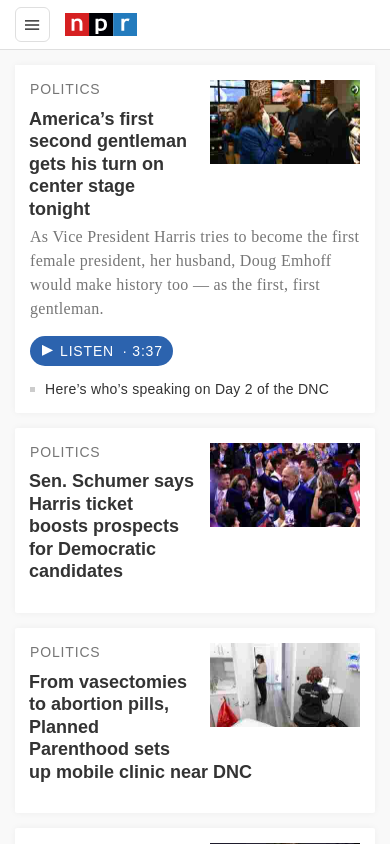 npr
POLITICS
America’s first
second gentleman
gets his turn on
center stage
tonight
As Vice President Harris tries to become the first
female president, her husband, Doug Emhoff
would make history too — as the first, first
gentleman.
LISTEN · 3:37
Here’s who’s speaking on Day 2 of the DNC
POLITICS
Sen. Schumer says
Harris ticket
boosts prospects
for Democratic
candidates
POLITICS
From vasectomies
to abortion pills,
Planned
Parenthood sets
up mobile clinic near DNC